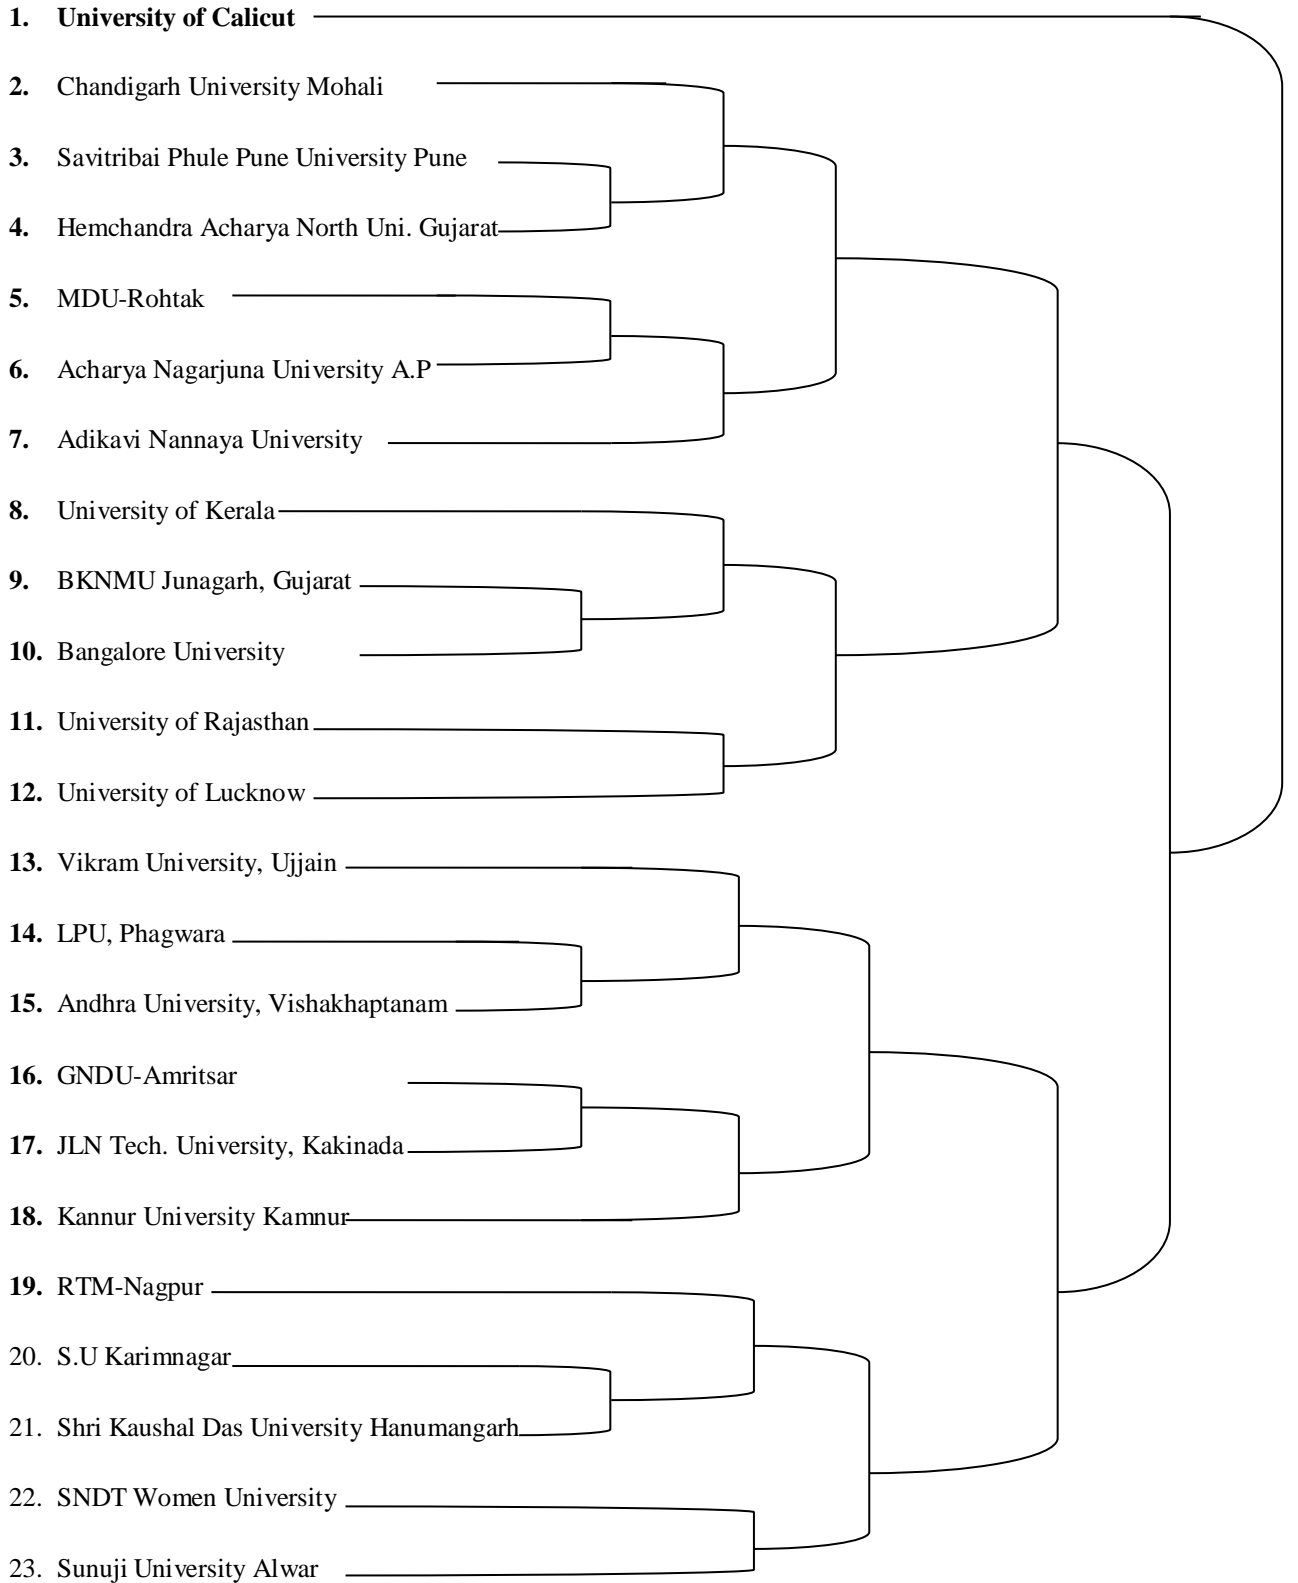 1. University of Calicut
2. Chandigarh University Mohali
3. Savitribai Phule Pune University Pune
4. Hemchandra Acharya North Uni. Gujarat
5. MDU-Rohtak
6. Acharya Nagarjuna University A.P
7. Adikavi Nannaya University
8. University of Kerala
9. BKNMU Junagarh, Gujarat
10. Bangalore University
11. University of Rajasthan
12. University of Lucknow
13. Vikram University, Ujjain
14. LPU, Phagwara
15. Andhra University, Vishakhaptanam
16. GNDU-Amritsar
17. JLN Tech. University, Kakinada
18. Kannur University Kamnur
19. RTM-Nagpur
20. S.U Karimnagar
21. Shri Kaushal Das University Hanumangarh
22. SNDT Women University
23. Sunuji University Alwar